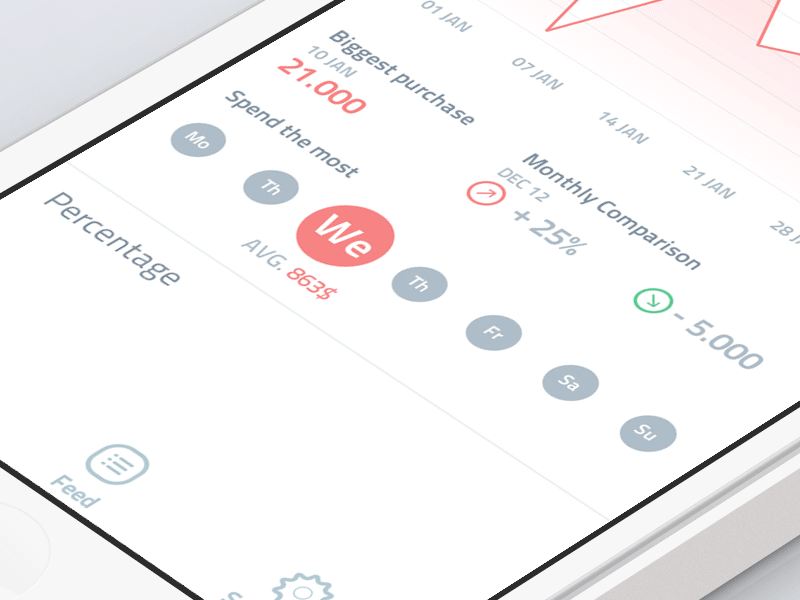 01 JAN
07 JAN
14 JAN
21 JAN
28
Biggest purchase
10 JAN
21.000
Monthly Comparison
DEC 12
+ 25%
- 5.000
Spend the most
Mo
Th
We
Th
Fr
Sa
Su
AVG. 863$
Percentage
Feed